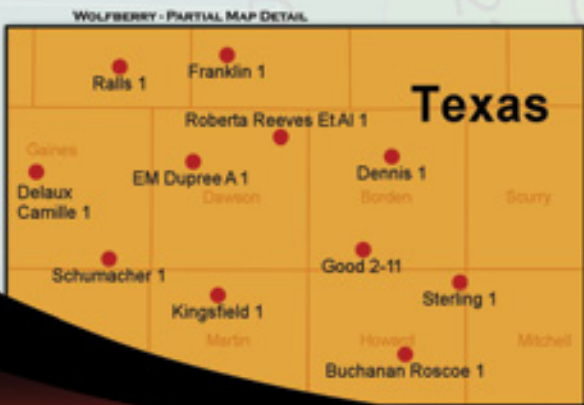 WOLFBERRY - PARTIAL MAP DETAIL
Ralls 1
Franklin 1
Texas
Roberta Reeves Et Al 1
Gaines
EM Dupree A 1
Dennis 1
Delaux
Camille 1
Dawson
Borden
Scurry
Schumacher 1
Good 2-11
Kingsfield 1
Sterling 1
Martin
Howard
Mitchell
Buchanan Roscoe 1